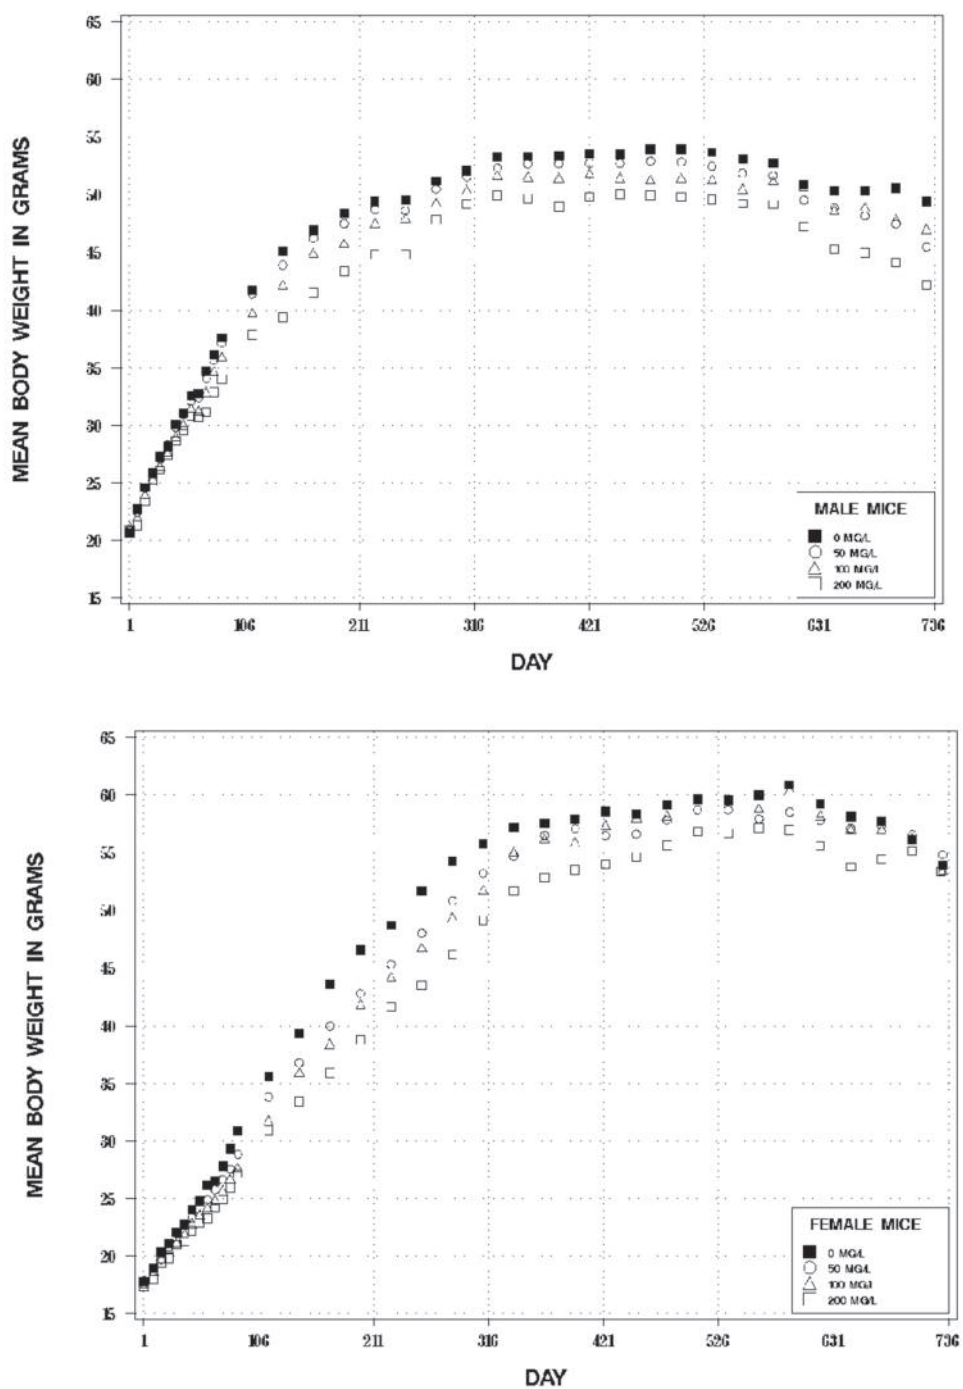 65
60
55
50
45
40
35
30
25
20
15
MEAN BODY WEIGHT IN GRAMS
MALE MICE
0 MG/L
50 MG/L
100 MG/L
200 MG/L
1 106 211 316 421 526 631 736
DAY
65
60
55
50
45
40
35
30
25
20
15
MEAN BODY WEIGHT IN GRAMS
FEMALE MICE
0 MG/L
50 MG/L
100 MG/L
200 MG/L
1 106 211 316 421 526 631 736
DAY